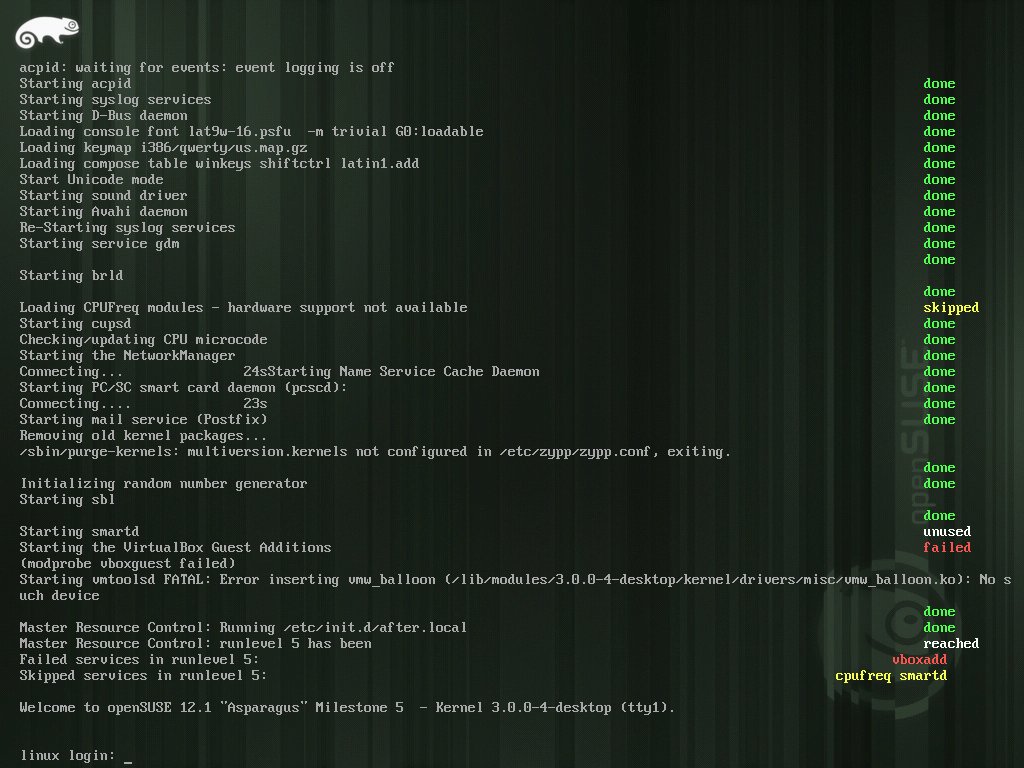 acpid: waiting for events: event logging is off
Starting acpid done
Starting syslog services done
Starting D-Bus daemon done
Loading console font lat9w-16.psfu  -m trivial G0:loadable done
Loading keymap i386/qwerty/us.map.gz done
Loading compose table winkeys shiftctrl latin1.add done
Start Unicode mode done
Starting sound driver done
Starting Avahi daemon done
Re-Starting syslog services done
Starting service gdm done
done
Starting brld
done
Loading CPUFreq modules - hardware support not available skipped
Starting cupsd done
Checking/updating CPU microcode done
Starting the NetworkManager done
Connecting... 24sStarting Name Service Cache Daemon done
Starting PC/SC smart card daemon (pcscd): done
Connecting.... 23s done
Starting mail service (Postfix) done
Removing old kernel packages...
/sbin/purge-kernels: multiversion.kernels not configured in /etc/zypp/zypp.conf, exiting.
done
Initializing random number generator done
Starting sbl
done
Starting smartd unused
Starting the VirtualBox Guest Additions failed
(modprobe vboxguest failed)
Starting vmtoolsd FATAL: Error inserting vmw_balloon (/lib/modules/3.0.0-4-desktop/kernel/drivers/misc/vmw_balloon.ko): No s
uch device
done
Master Resource Control: Running /etc/init.d/after.local done
Master Resource Control: runlevel 5 has been reached
Failed services in runlevel 5: vboxadd
Skipped services in runlevel 5: cpufreq smartd
Welcome to openSUSE 12.1 "Asparagus" Milestone 5  - Kernel 3.0.0-4-desktop (tty1).
linux login: _
openSUSE